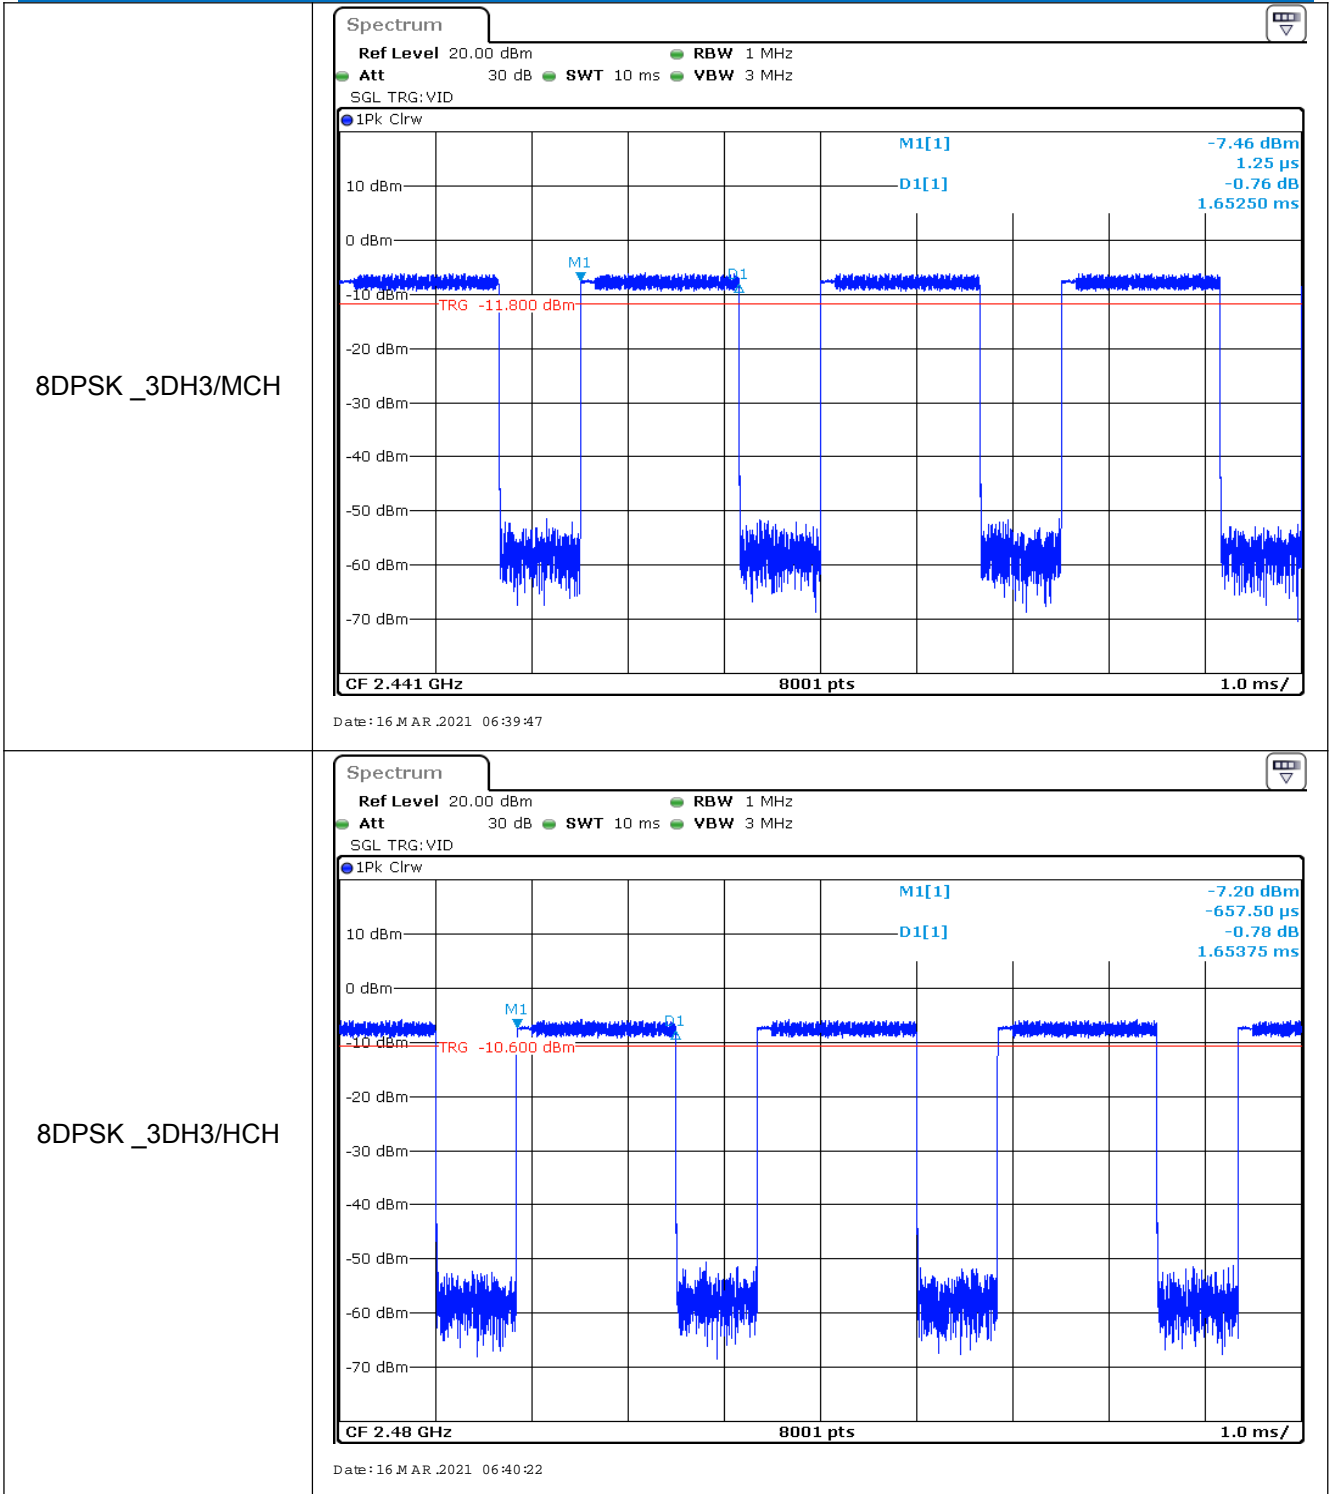 8DPSK _3DH3/MCH
Spectrum
Ref Level 20.00 dBm RBW 1 MHz
Att 30 dB SWT 10 ms VBW 3 MHz
SGL TRG:VID
1Pk Clrw
M1[1] -7.46 dBm
1.25 µs
10 dBm
D1[1] -0.76 dB
1.65250 ms
0 dBm
M1
D1
-10 dBm
TRG -11.800 dBm
-20 dBm
-30 dBm
-40 dBm
-50 dBm
-60 dBm
-70 dBm
CF 2.441 GHz 8001 pts 1.0 ms/
Date: 16.MAR.2021 06:39:47
8DPSK _3DH3/HCH
Spectrum
Ref Level 20.00 dBm RBW 1 MHz
Att 30 dB SWT 10 ms VBW 3 MHz
SGL TRG:VID
1Pk Clrw
M1[1] -7.20 dBm
-657.50 µs
10 dBm
D1[1] -0.78 dB
1.65375 ms
0 dBm
M1
D1
-10 dBm
TRG -10.600 dBm
-20 dBm
-30 dBm
-40 dBm
-50 dBm
-60 dBm
-70 dBm
CF 2.48 GHz 8001 pts 1.0 ms/
Date: 16.MAR.2021 06:40:22